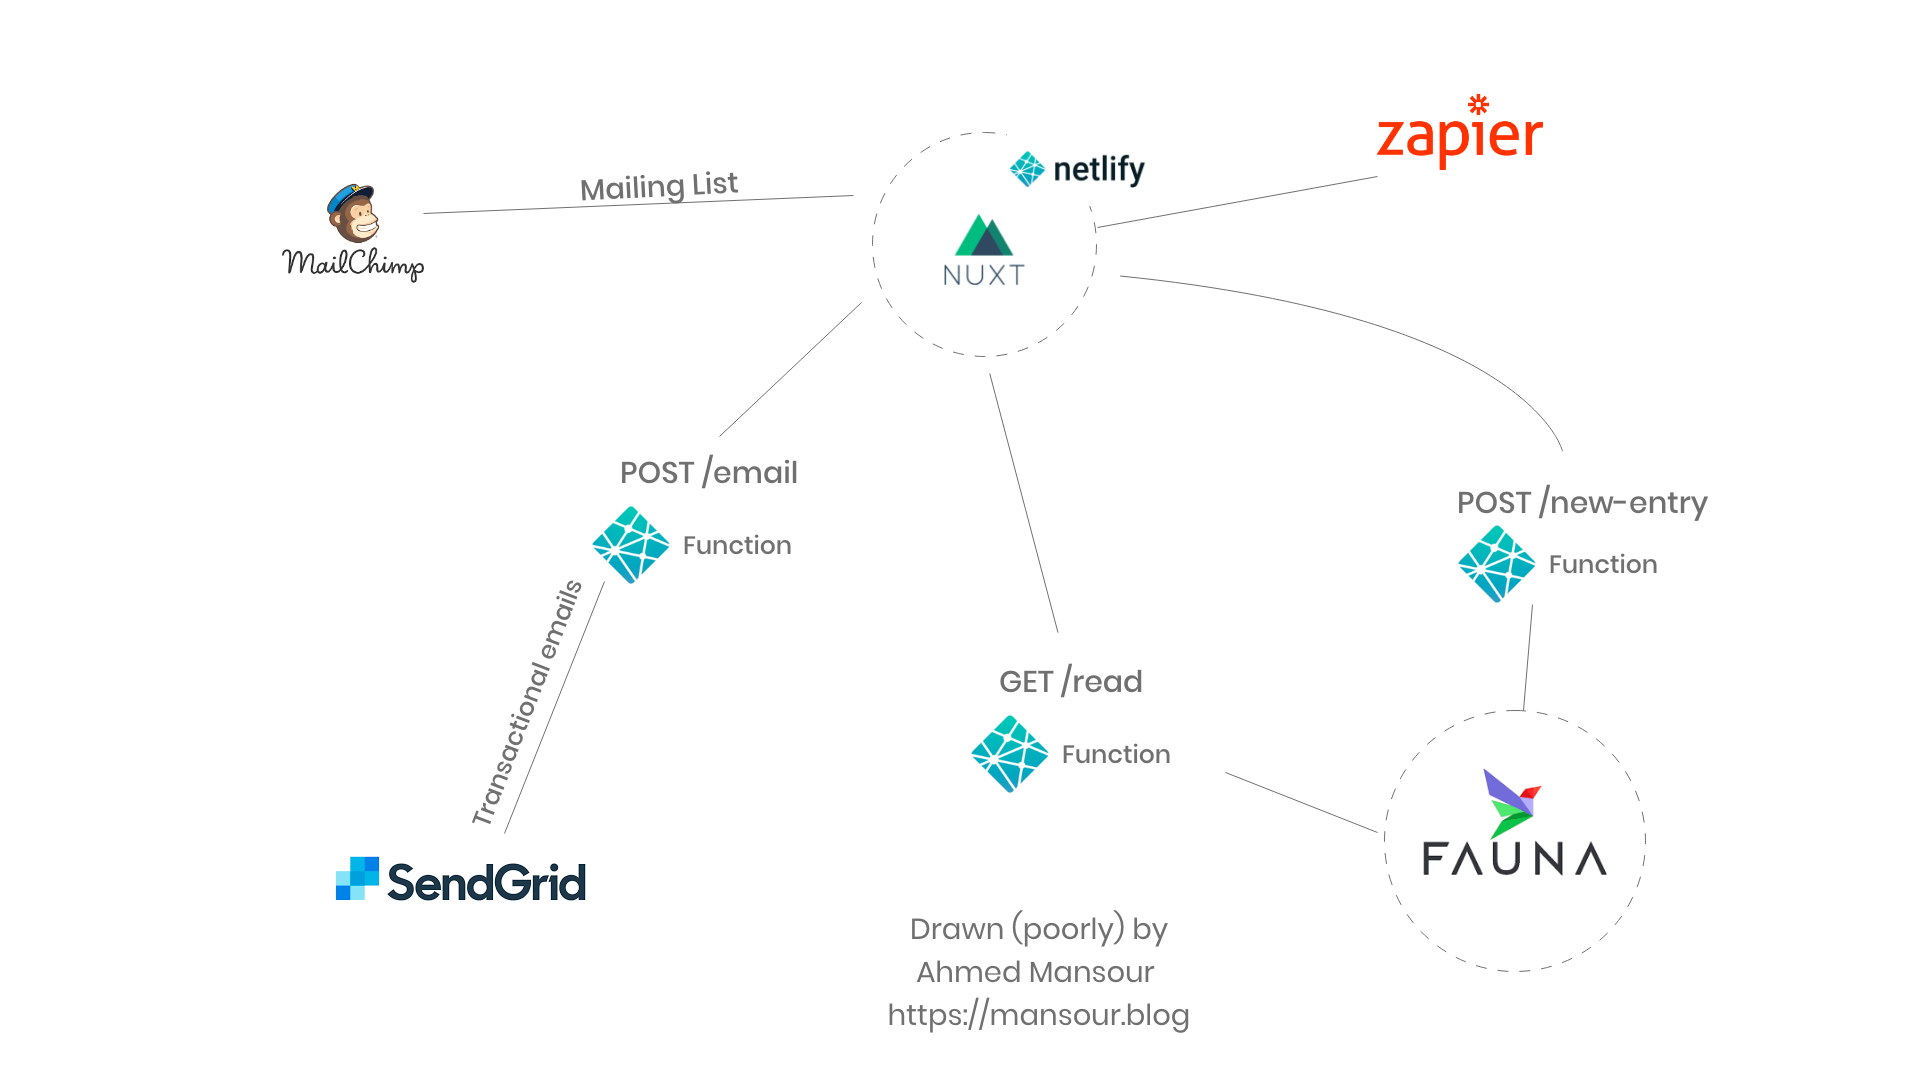 zapier
netlify
Mailing List
MailChimp
NUXT
POST /email
Function
POST /new-entry
Function
Transactional emails
GET /read
Function
FAUNA
SendGrid
Drawn (poorly) by
Ahmed Mansour
https://mansour.blog